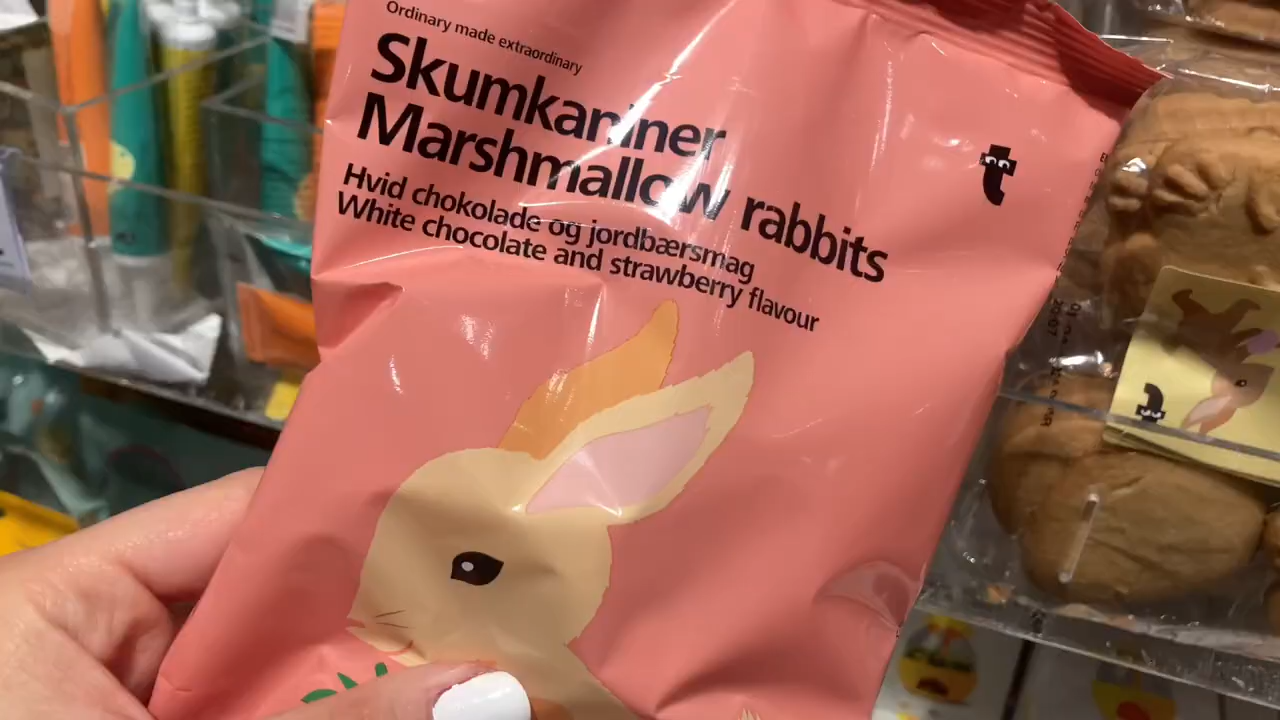 Ordinary made extraordinary
Skumkaniner
Marshmallow rabbits
Hvid chokolade og jordbærsmag
White chocolate and strawberry flavour
t